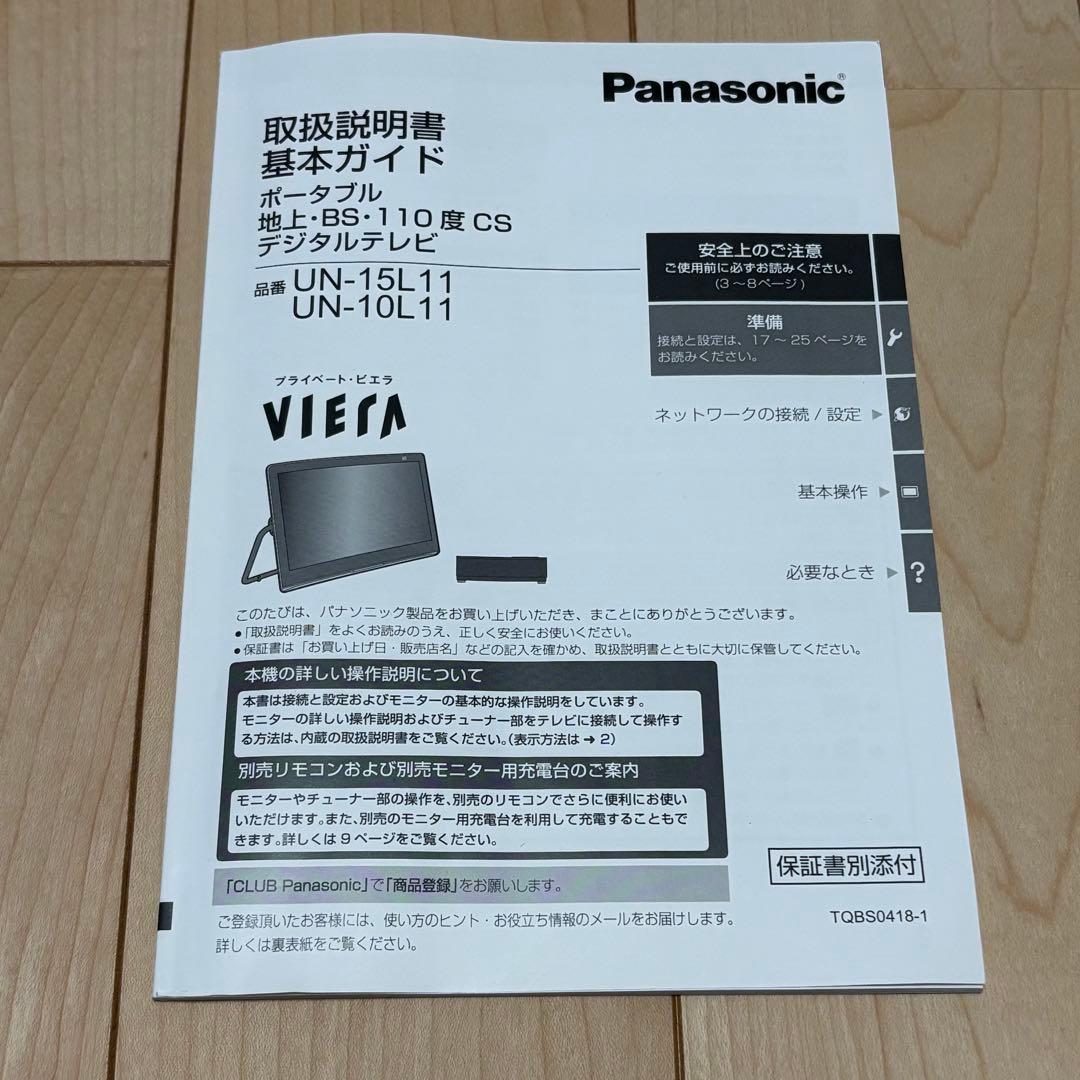 Panasonic®
取扱説明書
基本ガイド
ポータブル
地上・BS・110度CS
デジタルテレビ
品番 UN-15L11
UN-10L11
安全上のご注意
ご使用前に必ずお読みください。
(3～8ページ)
準備
接続と設定は、17～25ページを
お読みください。
ネットワークの接続/設定
基本操作
必要なとき
?
プライベート・ビエラ
VIERA
このたびは、パナソニック製品をお買い上げいただき、まことにありがとうございます。
●「取扱説明書」をよくお読みのうえ、正しく安全にお使いください。
●保証書は「お買い上げ日・販売店名」などの記入を確かめ、取扱説明書とともに大切に保管してください。
本機の詳しい操作説明について
本書は接続と設定およびモニターの基本的な操作説明をしています。
モニターの詳しい操作説明およびチューナー部をテレビに接続して操作す
る方法は、内蔵の取扱説明書をご覧ください。(表示方法は➜2)
別売リモコンおよび別売モニター用充電台のご案内
モニターやチューナー部の操作を、別売のリモコンでさらに便利にお使い
いただけます。また、別売のモニター用充電台を利用して充電することもで
きます。詳しくは9ページをご覧ください。
「CLUB Panasonic」で「商品登録」をお願いします。
ご登録頂いたお客様には、使い方のヒント・お役立ち情報のメールをお届けします。
詳しくは裏表紙をご覧ください。
保証書別添付
TQBS0418-1